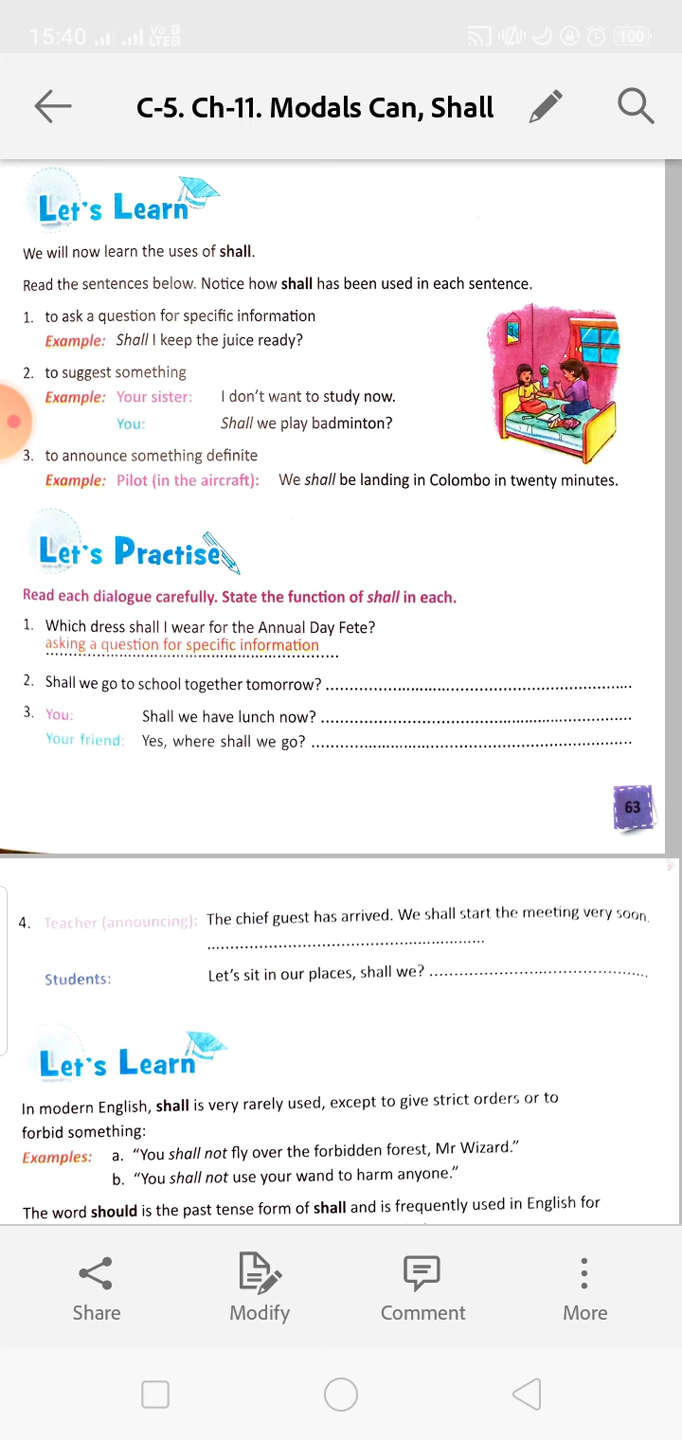 15:40
Vo LTE
100
C-5. Ch-11. Modals Can, Shall
Let's Learn
We will now learn the uses of shall.
Read the sentences below. Notice how shall has been used in each sentence.
1. to ask a question for specific information
Example: Shall I keep the juice ready?
2. to suggest something
Example: Your sister: I don't want to study now.
You: Shall we play badminton?
3. to announce something definite
Example: Pilot (in the aircraft): We shall be landing in Colombo in twenty minutes.
Let's Practise
Read each dialogue carefully. State the function of shall in each.
1. Which dress shall I wear for the Annual Day Fete?
asking a question for specific information
2. Shall we go to school together tomorrow?
3. You: Shall we have lunch now?
Your friend: Yes, where shall we go?
63
4. Teacher (announcing): The chief guest has arrived. We shall start the meeting very soon.
Students: Let's sit in our places, shall we?
Let's Learn
In modern English, shall is very rarely used, except to give strict orders or to
forbid something:
Examples: a. "You shall not fly over the forbidden forest, Mr Wizard."
b. "You shall not use your wand to harm anyone."
The word should is the past tense form of shall and is frequently used in English for
Share Modify Comment More